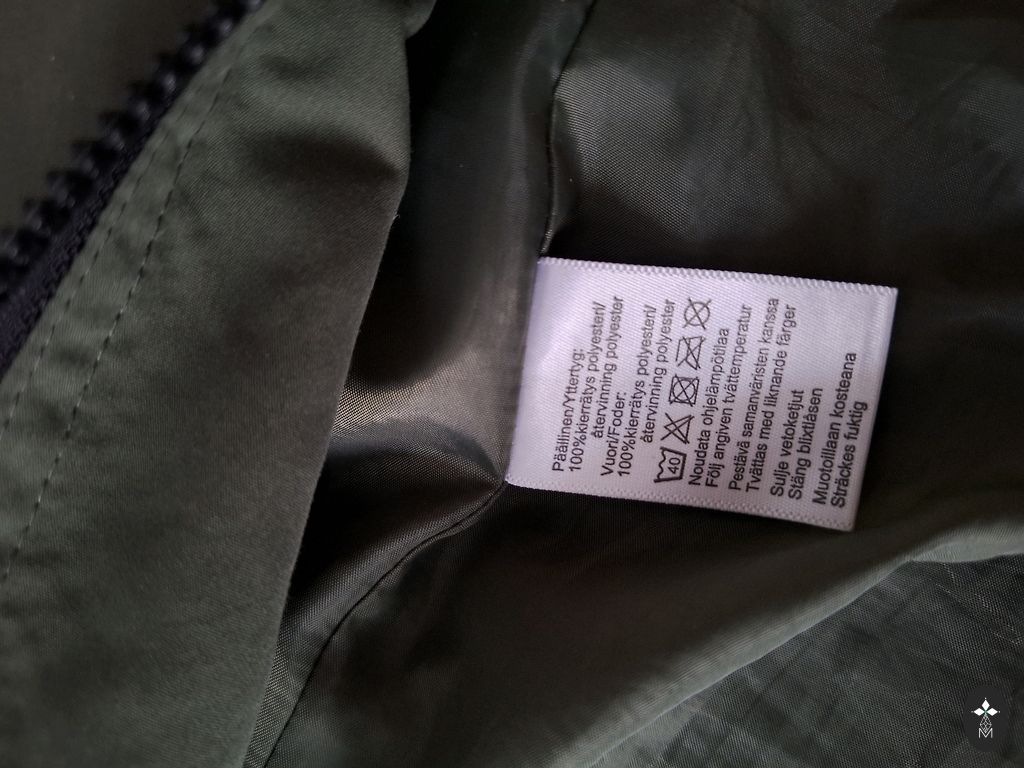 Päällinen/Yttertyg:
100%kierrätys polyesteri/
återvinning polyester
Vuori/Foder:
100%kierrätys polyesteri/
återvinning polyester
40
Noudata ohjelämpötilaa
Följ angiven tvättemperatur
Pestävä samanväristen kanssa
Tvättas med liknande färger
Sulje vetoketjut
Stäng blixtlåsen
Muotoillaan kosteana
Sträckes fuktig
M